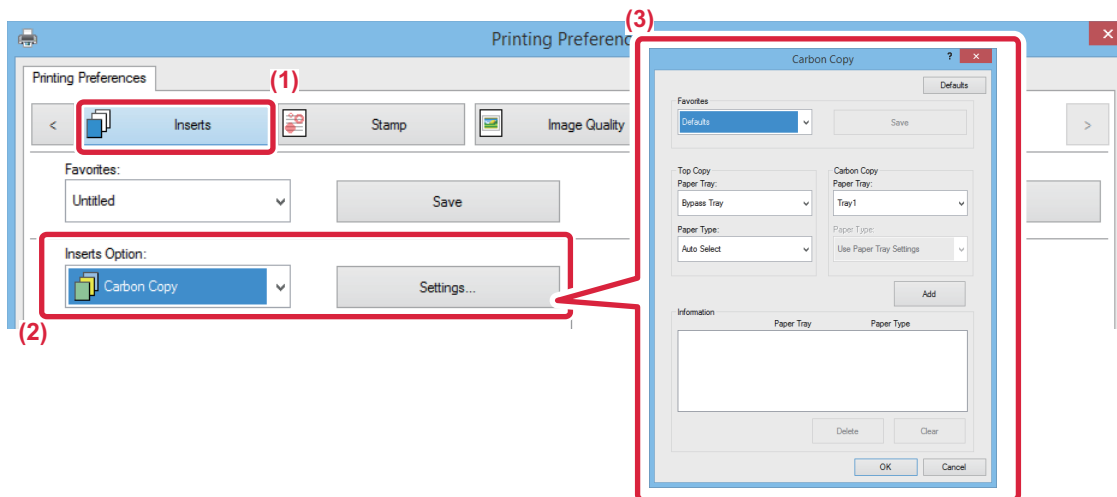 (3)
Printing Preferenc
Printing Preferences
(1)
<
Inserts
Stamp
Image Quality
>
Favorites:
Untitled
Save
Inserts Option:
Carbon Copy
Settings...
(2)
Carbon Copy
?
Defaults
Favorites
Defaults
Save
Top Copy
Paper Tray:
Bypass Tray
Paper Type:
Auto Select
Carbon Copy
Paper Tray:
Tray1
Paper Type:
Use Paper Tray Settings
Add
Information
Paper Tray Paper Type
Delete Clear
OK Cancel